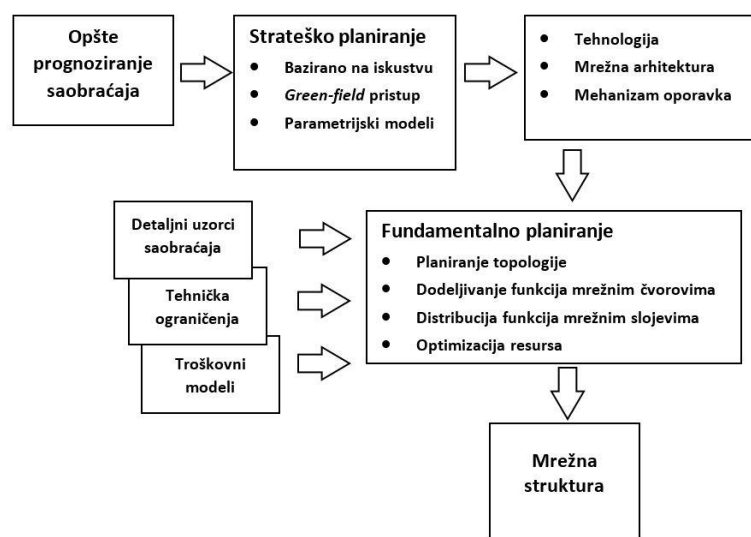 Opšte
prognoziranje
saobraćaja
Strateško planiranje
• Bazirano na iskustvu
• Green-field pristup
• Parametrijski modeli
• Tehnologija
• Mrežna arhitektura
• Mehanizam oporavka
Detaljni uzorci
saobraćaja
Tehnička
ograničenja
Troškovni
modeli
Fundamentalno planiranje
• Planiranje topologije
• Dodeljivanje funkcija mrežnim čvorovima
• Distribucija funkcija mrežnim slojevima
• Optimizacija resursa
Mrežna
struktura